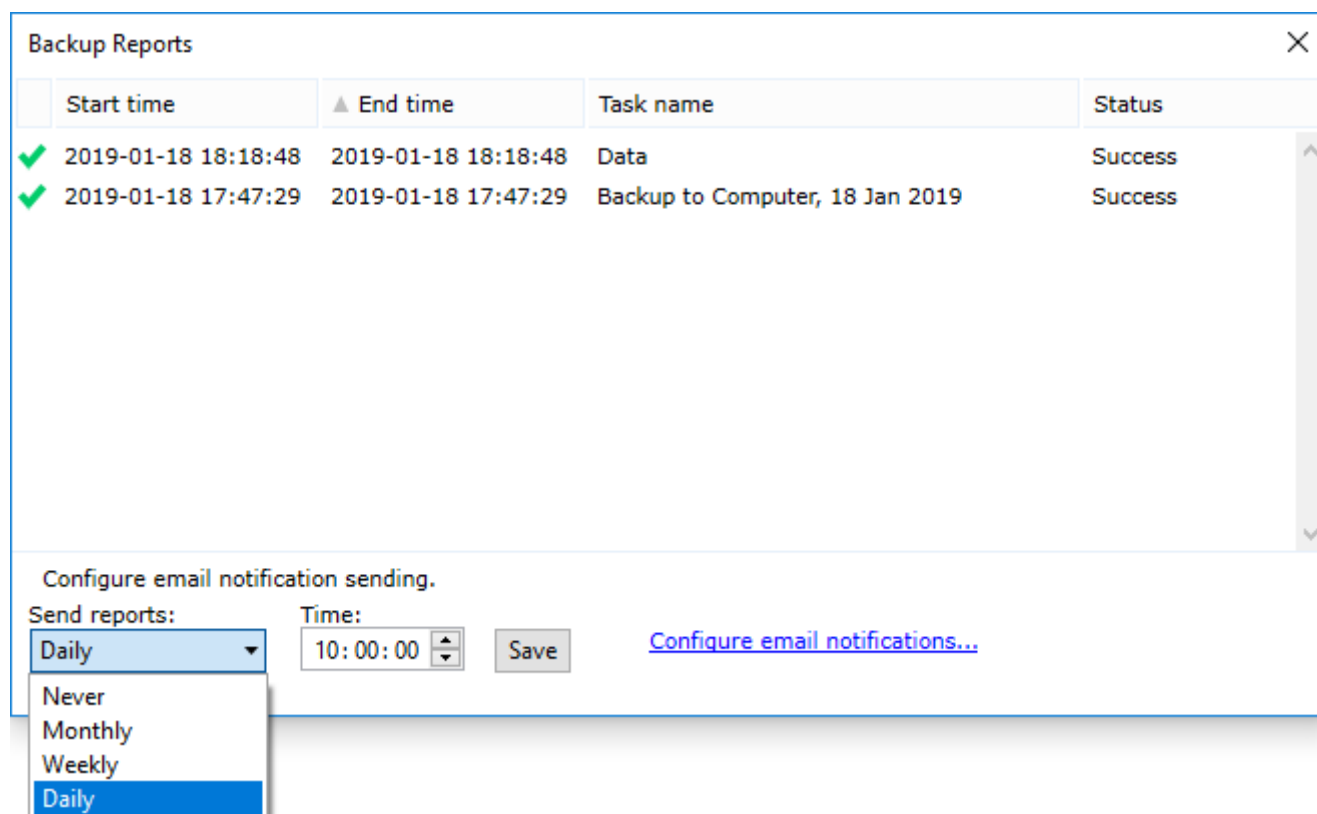 Backup Reports
Start time End time Task name Status
2019-01-18 18:18:48 2019-01-18 18:18:48 Data Success
2019-01-18 17:47:29 2019-01-18 17:47:29 Backup to Computer, 18 Jan 2019 Success
Configure email notification sending.
Send reports: Time:
Daily 10:00:00 Save Configure email notifications...
Never
Monthly
Weekly
Daily